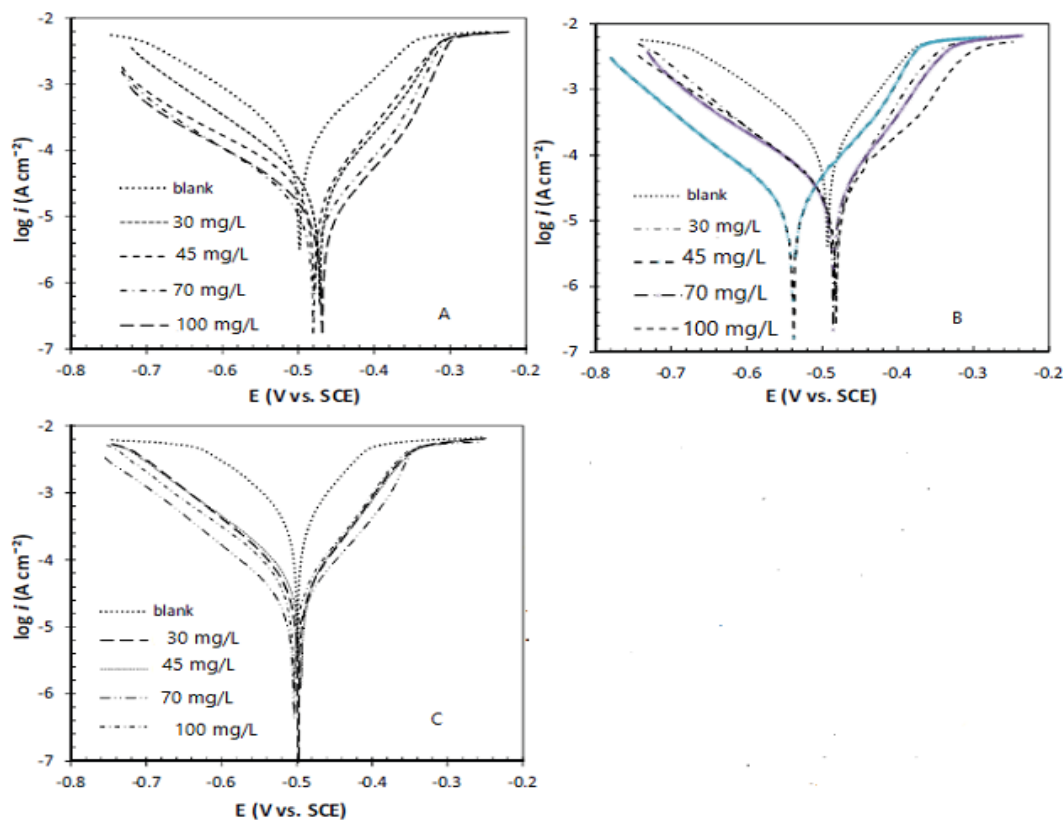 -2
-3
-4
-5
-6
-7
log i (A cm⁻²)
blank
30 mg/L
45 mg/L
70 mg/L
100 mg/L
A
-0.8 -0.7 -0.6 -0.5 -0.4 -0.3 -0.2
E (V vs. SCE)
-2
-3
-4
-5
-6
-7
log i (A cm⁻²)
blank
30 mg/L
45 mg/L
70 mg/L
100 mg/L
B
-0.8 -0.7 -0.6 -0.5 -0.4 -0.3 -0.2
E (V vs. SCE)
-2
-3
-4
-5
-6
-7
log i (A cm⁻²)
blank
30 mg/L
45 mg/L
70 mg/L
100 mg/L
C
-0.8 -0.7 -0.6 -0.5 -0.4 -0.3 -0.2
E (V vs. SCE)